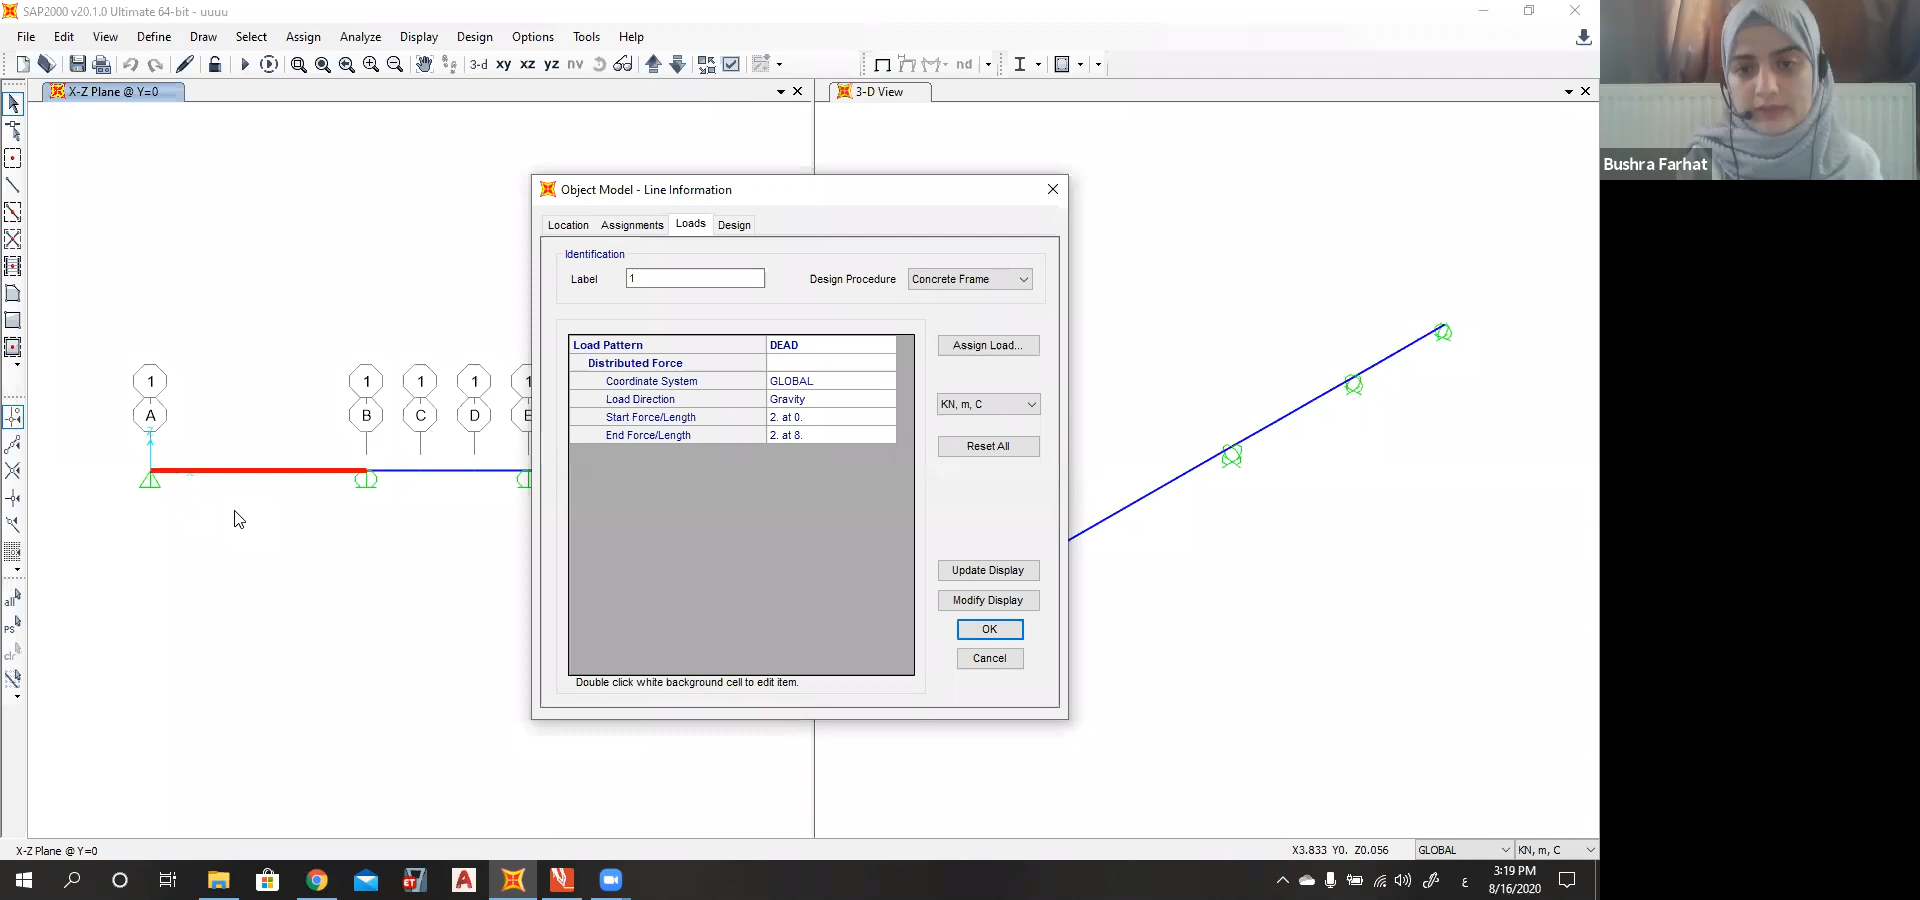 SAP2000 v20.1.0 Ultimate 64-bit - uuuu
File Edit View Define Draw Select Assign Analyze Display Design Options Tools Help
3-d xy xz yz nv nd
X-Z Plane @ Y=0
3-D View
Bushra Farhat
Object Model - Line Information
Location Assignments Loads Design
Identification
Label 1 Design Procedure Concrete Frame
Load Pattern DEAD
Distributed Force
Coordinate System GLOBAL
Load Direction Gravity
Start Force/Length 2. at 0.
End Force/Length 2. at 8.
Double click white background cell to edit item.
Assign Load...
KN, m, C
Reset All
Update Display
Modify Display
OK
Cancel
1 1 1 1 1
A B C D E
all
PS
clr
X-Z Plane @ Y=0
X3.833 Y0. Z0.056
GLOBAL
KN, m, C
ET
A
ع
3:19 PM
8/16/2020